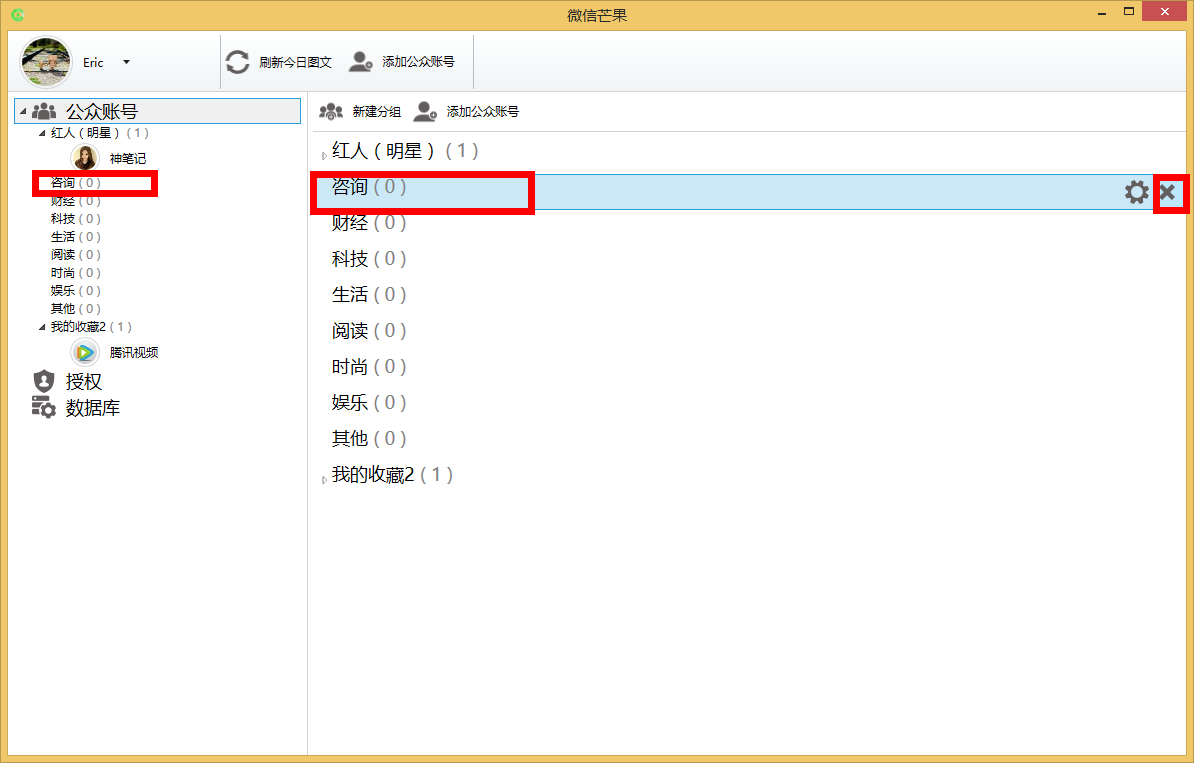 微信芒果
Eric
刷新今日图文
添加公众账号
公众账号
红人（明星）（1）
神笔记
咨询（0）
财经（0）
科技（0）
生活（0）
阅读（0）
时尚（0）
娱乐（0）
其他（0）
我的收藏2（1）
腾讯视频
授权
数据库
新建分组
添加公众账号
红人（明星）（1）
咨询（0）
财经（0）
科技（0）
生活（0）
阅读（0）
时尚（0）
娱乐（0）
其他（0）
我的收藏2（1）